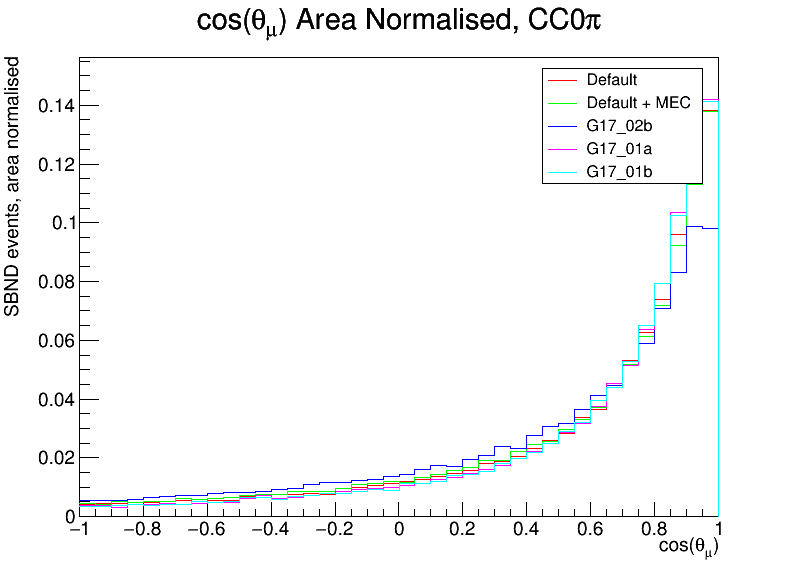 cos(θμ) Area Normalised, CC0π
SBND events, area normalised
0.14
0.12
0.1
0.08
0.06
0.04
0.02
0
Default
Default + MEC
G17_02b
G17_01a
G17_01b
−1 −0.8 −0.6 −0.4 −0.2 0 0.2 0.4 0.6 0.8 1
cos(θμ)